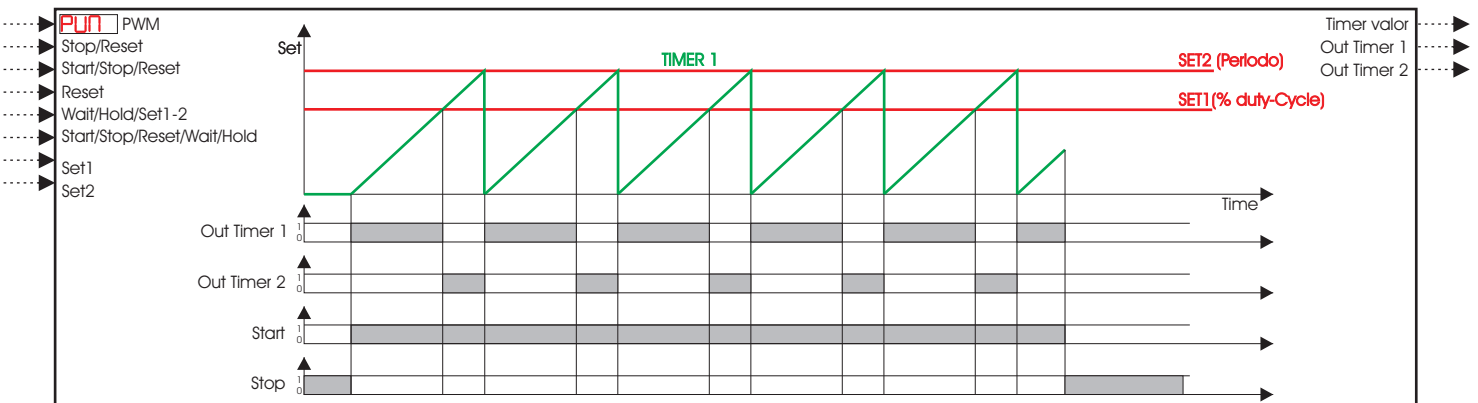 PUN PWM
Stop/Reset
Start/Stop/Reset
Reset
Wait/Hold/Set1-2
Start/Stop/Reset/Wait/Hold
Set1
Set2
Set
TIMER 1
SET2 (Periodo)
SET1(% duty-Cycle)
Time
Timer valor
Out Timer 1
Out Timer 2
Out Timer 1
1
0
Out Timer 2
1
0
Start
1
0
Stop
1
0